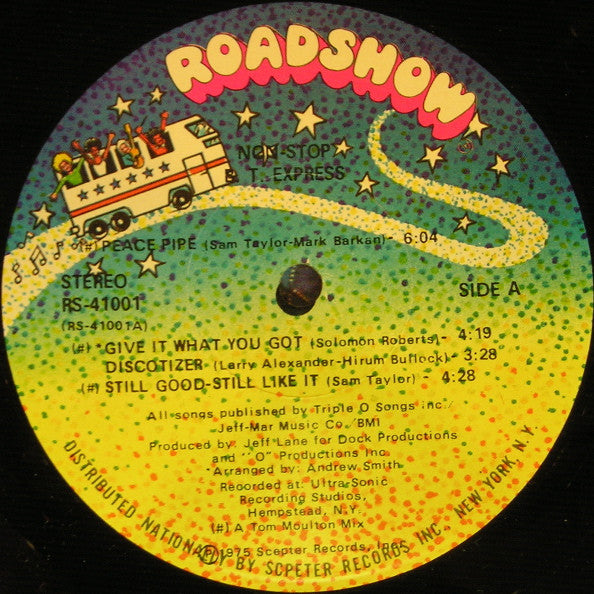 ROADSHOW
NON-STOP
T. EXPRESS
(#) PEACE PIPE (Sam Taylor-Mark Barkan)- 6:04
STEREO
RS-41001
(RS-41001A)
SIDE A
(#) *GIVE IT WHAT YOU GOT (Solomon Roberts)- 4:19
DISCOTIZER (Larry Alexander-Hirum Bullock)- 3:28
(#) STILL GOOD-STILL LIKE IT (Sam Taylor) - 4:28
All songs published by Triple O Songs inc./
Jeff-Mar Music Co./BM1
Produced by: Jeff Lane for Dock Productions
and "O" Productions Inc.
*Arranged by: Andrew Smith
Recorded at: Ultra-Sonic
Recording Studios,
Hempstead, N.Y.
(#) A Tom Moulton Mix
℗ 1975 Scepter Records, Inc.
DISTRIBUTED NATIONALLY BY SCPETER RECORDS INC., NEW YORK N.Y.